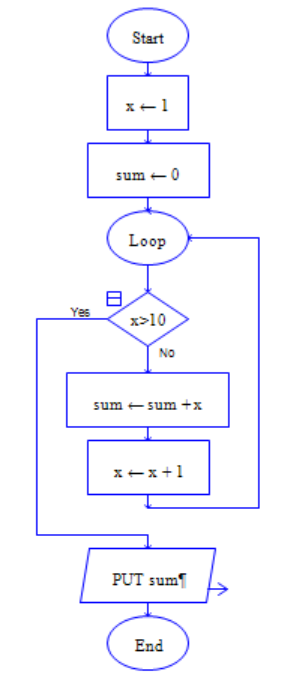 Start
x ← 1
sum ← 0
Loop
Yes
x>10
No
sum ← sum + x
x ← x + 1
PUT sum¶
End